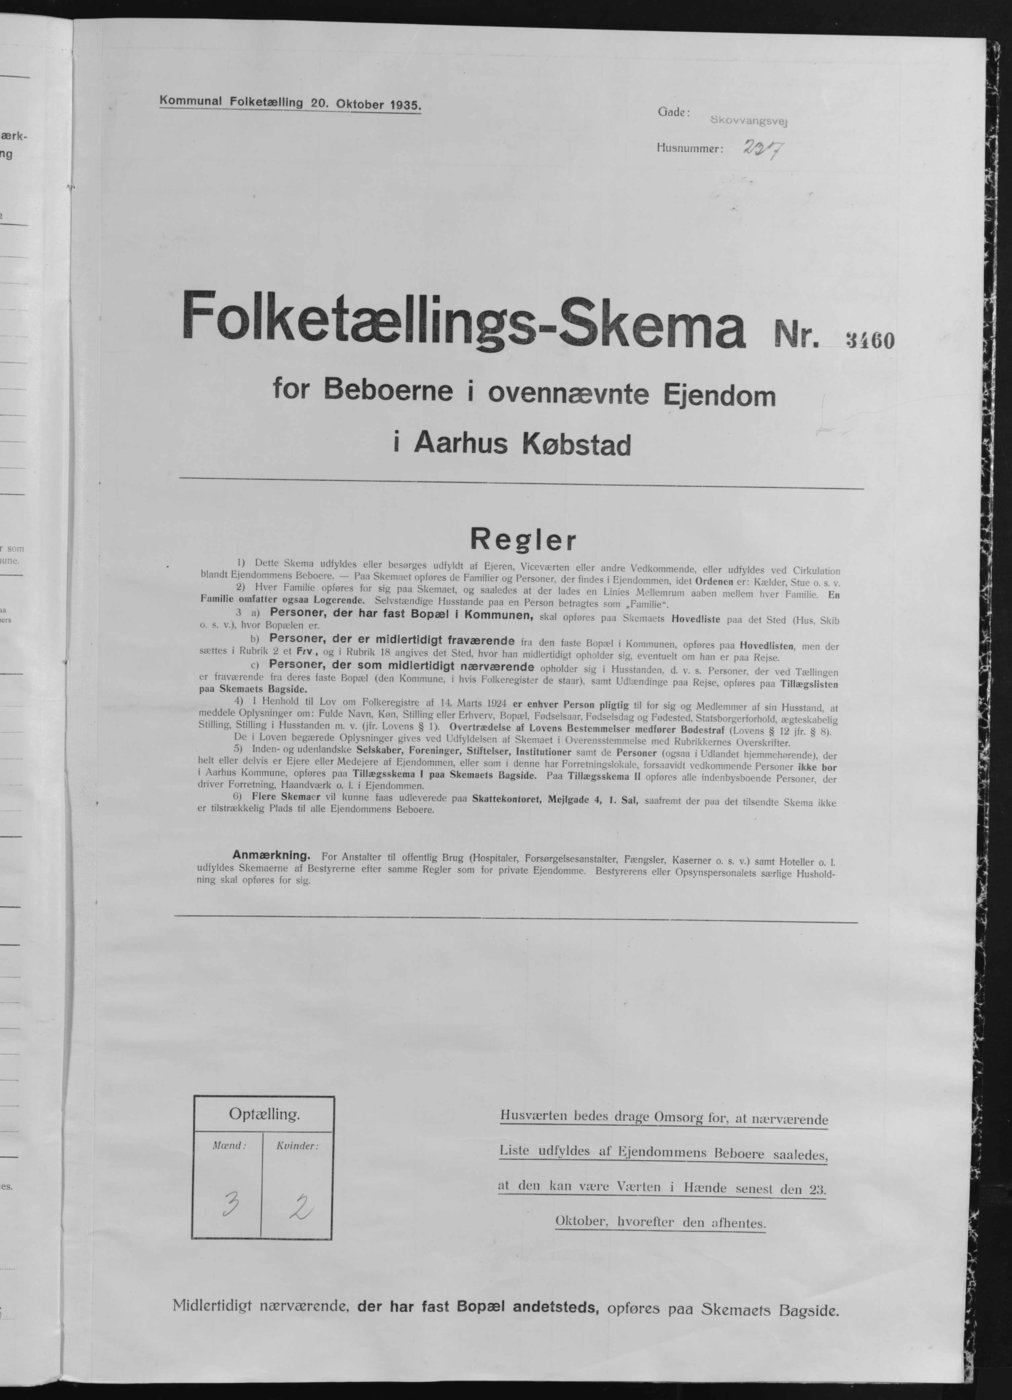 Kommunal Folketælling 20. Oktober 1935.
Gade: Skovvangsvej
Husnummer: 237
Folketællings-Skema Nr. 3460
for Beboerne i ovennævnte Ejendom
i Aarhus Købstad
Regler
1) Dette Skema udfyldes eller besørges udfyldt af Ejeren, Viceværten eller andre Vedkommende, eller udfyldes ved Cirkulation
blandt Ejendommens Beboere. — Paa Skemaet opføres de Familier og Personer, der findes i Ejendommen, idet Ordenen er: Kælder, Stue o. s. v.
2) Hver Familie opføres for sig paa Skemaet, og saaledes at der lades en Linies Mellemrum aaben mellem hver Familie. En
Familie omfatter ogsaa Logerende. Selvstændige Husstande paa en Person betragtes som „Familie“.
3 a) Personer, der har fast Bopæl i Kommunen, skal opføres paa Skemaets Hovedliste paa det Sted (Hus, Skib
o. s. v.), hvor Bopælen er.
b) Personer, der er midlertidigt fraværende fra den faste Bopæl i Kommunen, opføres paa Hovedlisten, men der
sættes i Rubrik 2 et Frv., og i Rubrik 18 angives det Sted, hvor han midlertidigt opholder sig, eventuelt om han er paa Rejse.
c) Personer, der som midlertidigt nærværende opholder sig i Husstanden, d. v. s. Personer, der ved Tællingen
er fraværende fra deres faste Bopæl (den Kommune, i hvis Folkeregister de staar), samt Udlændinge paa Rejse, opføres paa Tillægslisten
paa Skemaets Bagside.
4) I Henhold til Lov om Folkeregistre af 14. Marts 1924 er enhver Person pligtig til for sig og Medlemmer af sin Husstand, at
meddele Oplysninger om: Fulde Navn, Køn, Stilling eller Erhverv, Bopæl, Fødselsaar, Fødselsdag og Fødested, Statsborgerforhold, ægteskabelig
Stilling, Stilling i Husstanden m. v. (jfr. Lovens § 1). Overtrædelse af Lovens Bestemmelser medfører Bødestraf (Lovens § 12 jfr. § 8).
De i Loven begærede Oplysninger gives ved Udfyldelsen af Skemaet i Overensstemmelse med Rubrikkernes Overskrifter.
5) Inden- og udenlandske Selskaber, Foreninger, Stiftelser, Institutioner samt de Personer (ogsaa i Udlandet hjemmehørende), der
helt eller delvis er Ejere eller Medejere af Ejendommen, eller som i denne har Forretningslokale, forsaavidt vedkommende Personer ikke bor
i Aarhus Kommune, opføres paa Tillægsskema I paa Skemaets Bagside. Paa Tillægsskema II opføres alle indenbysboende Personer, der
driver Forretning, Haandværk o. l. i Ejendommen.
6) Flere Skemaer vil kunne faas udleverede paa Skattekontoret, Mejlgade 4, 1. Sal, saafremt der paa det tilsendte Skema ikke
er tilstrækkelig Plads til alle Ejendommens Beboere.
Anmærkning. For Anstalter til offentlig Brug (Hospitaler, Forsørgelsesanstalter, Fængsler, Kaserner o. s. v.) samt Hoteller o. l.
udfyldes Skemaerne af Bestyrerne efter samme Regler som for private Ejendomme. Bestyrerens eller Opsynspersonalets særlige Hushold-
ning skal opføres for sig.
Optælling.
Mænd: Kvinder:
3 2
Husværten bedes drage Omsorg for, at nærværende
Liste udfyldes af Ejendommens Beboere saaledes,
at den kan være Værten i Hænde senest den 23.
Oktober, hvorefter den afhentes.
Midlertidigt nærværende, der har fast Bopæl andetsteds, opføres paa Skemaets Bagside.